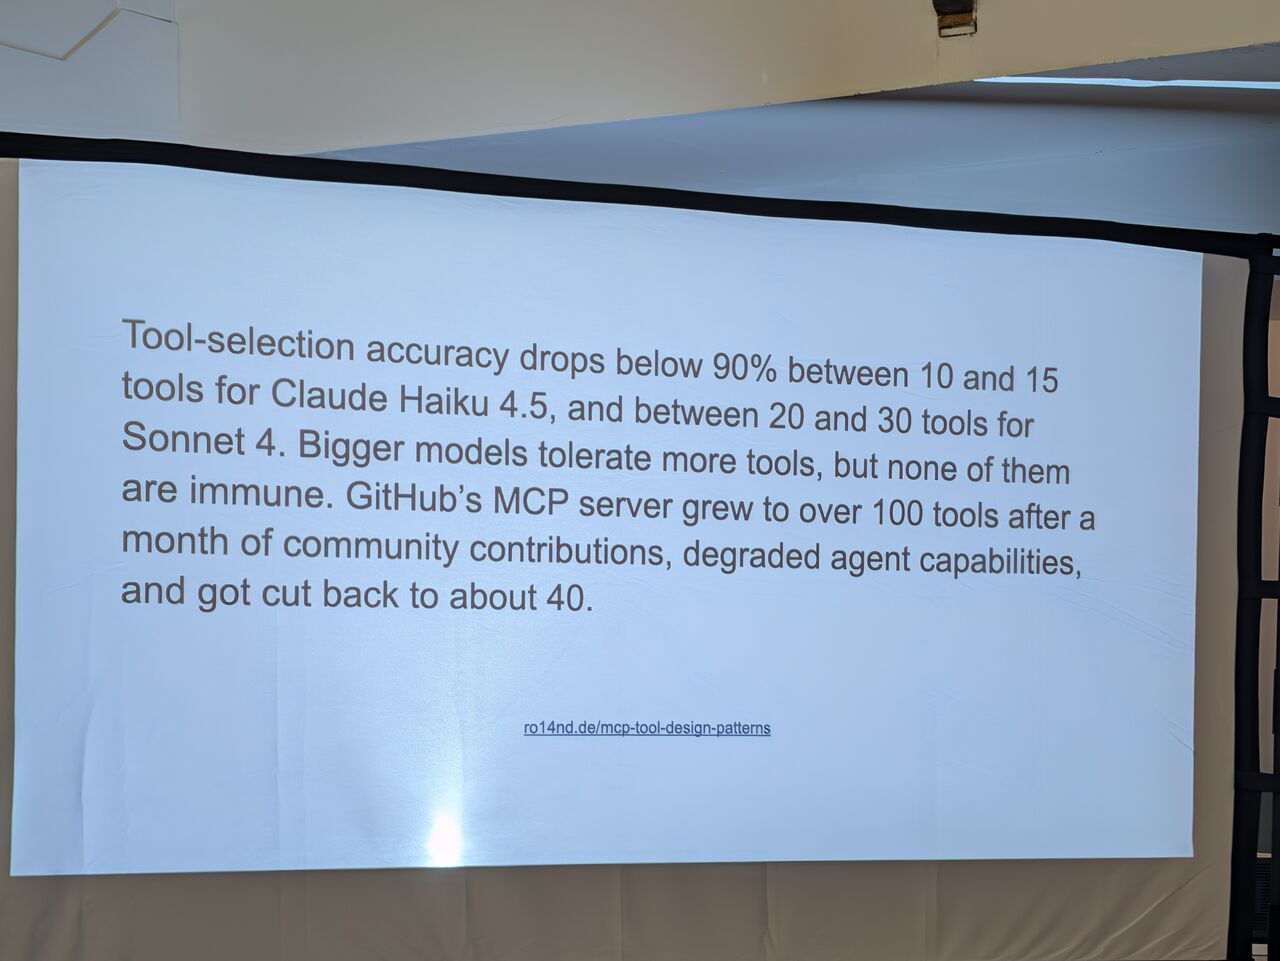 Tool-selection accuracy drops below 90% between 10 and 15
tools for Claude Haiku 4.5, and between 20 and 30 tools for
Sonnet 4. Bigger models tolerate more tools, but none of them
are immune. GitHub’s MCP server grew to over 100 tools after a
month of community contributions, degraded agent capabilities,
and got cut back to about 40.
ro14nd.de/mcp-tool-design-patterns